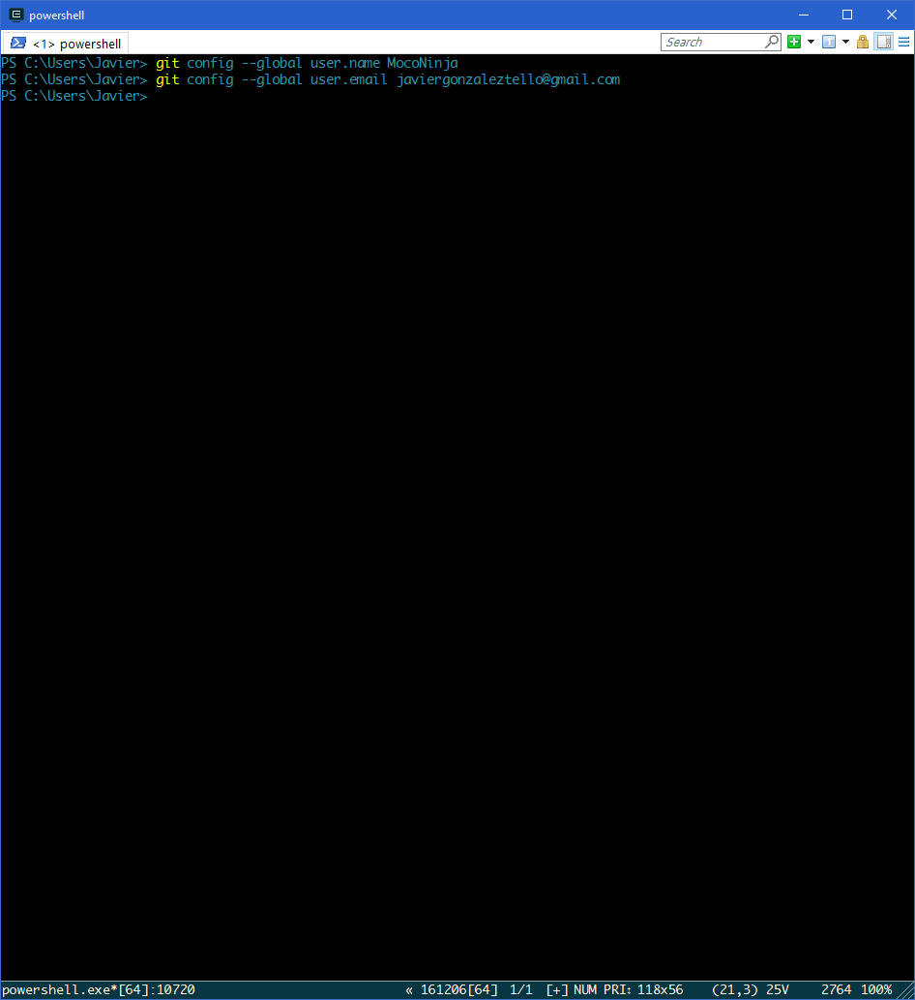 powershell
<1> powershell
Search
PS C:\Users\Javier> git config --global user.name MocoNinja
PS C:\Users\Javier> git config --global user.email javiergonzaleztello@gmail.com
PS C:\Users\Javier>
powershell.exe*[64]:10720 « 161206[64] 1/1 [+] NUM PRI↕ 118x56 (21,3) 25V 2764 100%